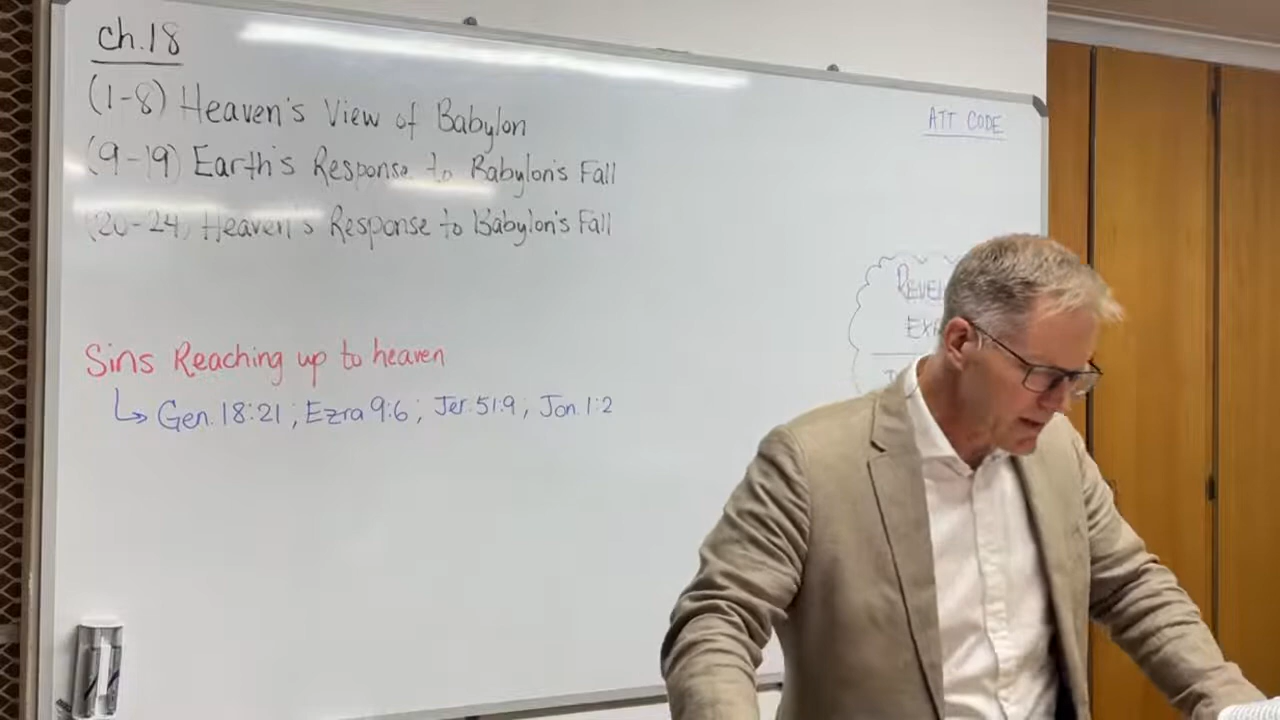 ch.18
(1-8) Heaven's View of Babylon
(9-19) Earth's Response to Babylon's Fall
(20-24) Heaven's Response to Babylon's Fall
Sins Reaching up to heaven
↳ Gen. 18:21 ; Ezra 9:6 ; Jer. 51:9 ; Jon. 1:2
ATT CODE